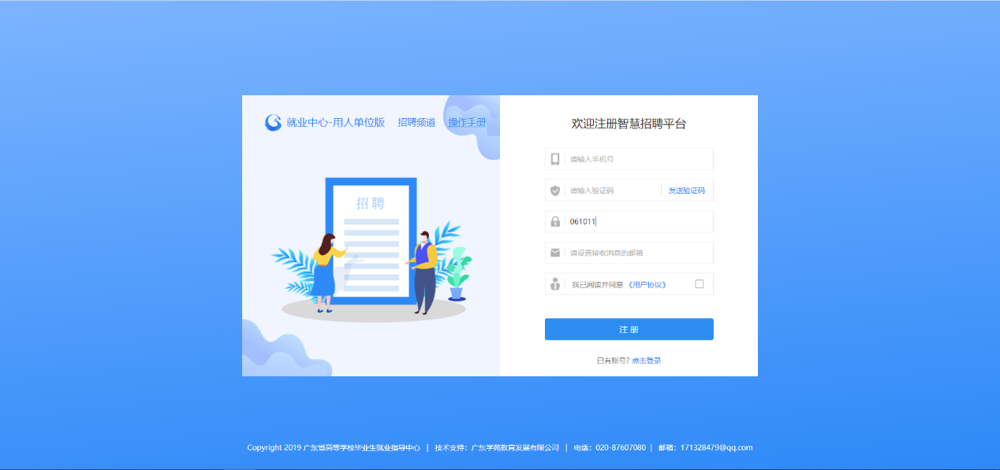 就业中心-用人单位版 招聘频道 操作手册
招聘
欢迎注册智慧招聘平台
请输入手机号
请输入验证码 发送验证码
061011
请设置接收消息的邮箱
我已阅读并同意 《用户协议》
注 册
已有账号? 点击登录
Copyright 2019 广东省高等学校毕业生就业指导中心 | 技术支持：广东学苑教育发展有限公司 | 电话：020-87607080 | 邮箱：171328479@qq.com